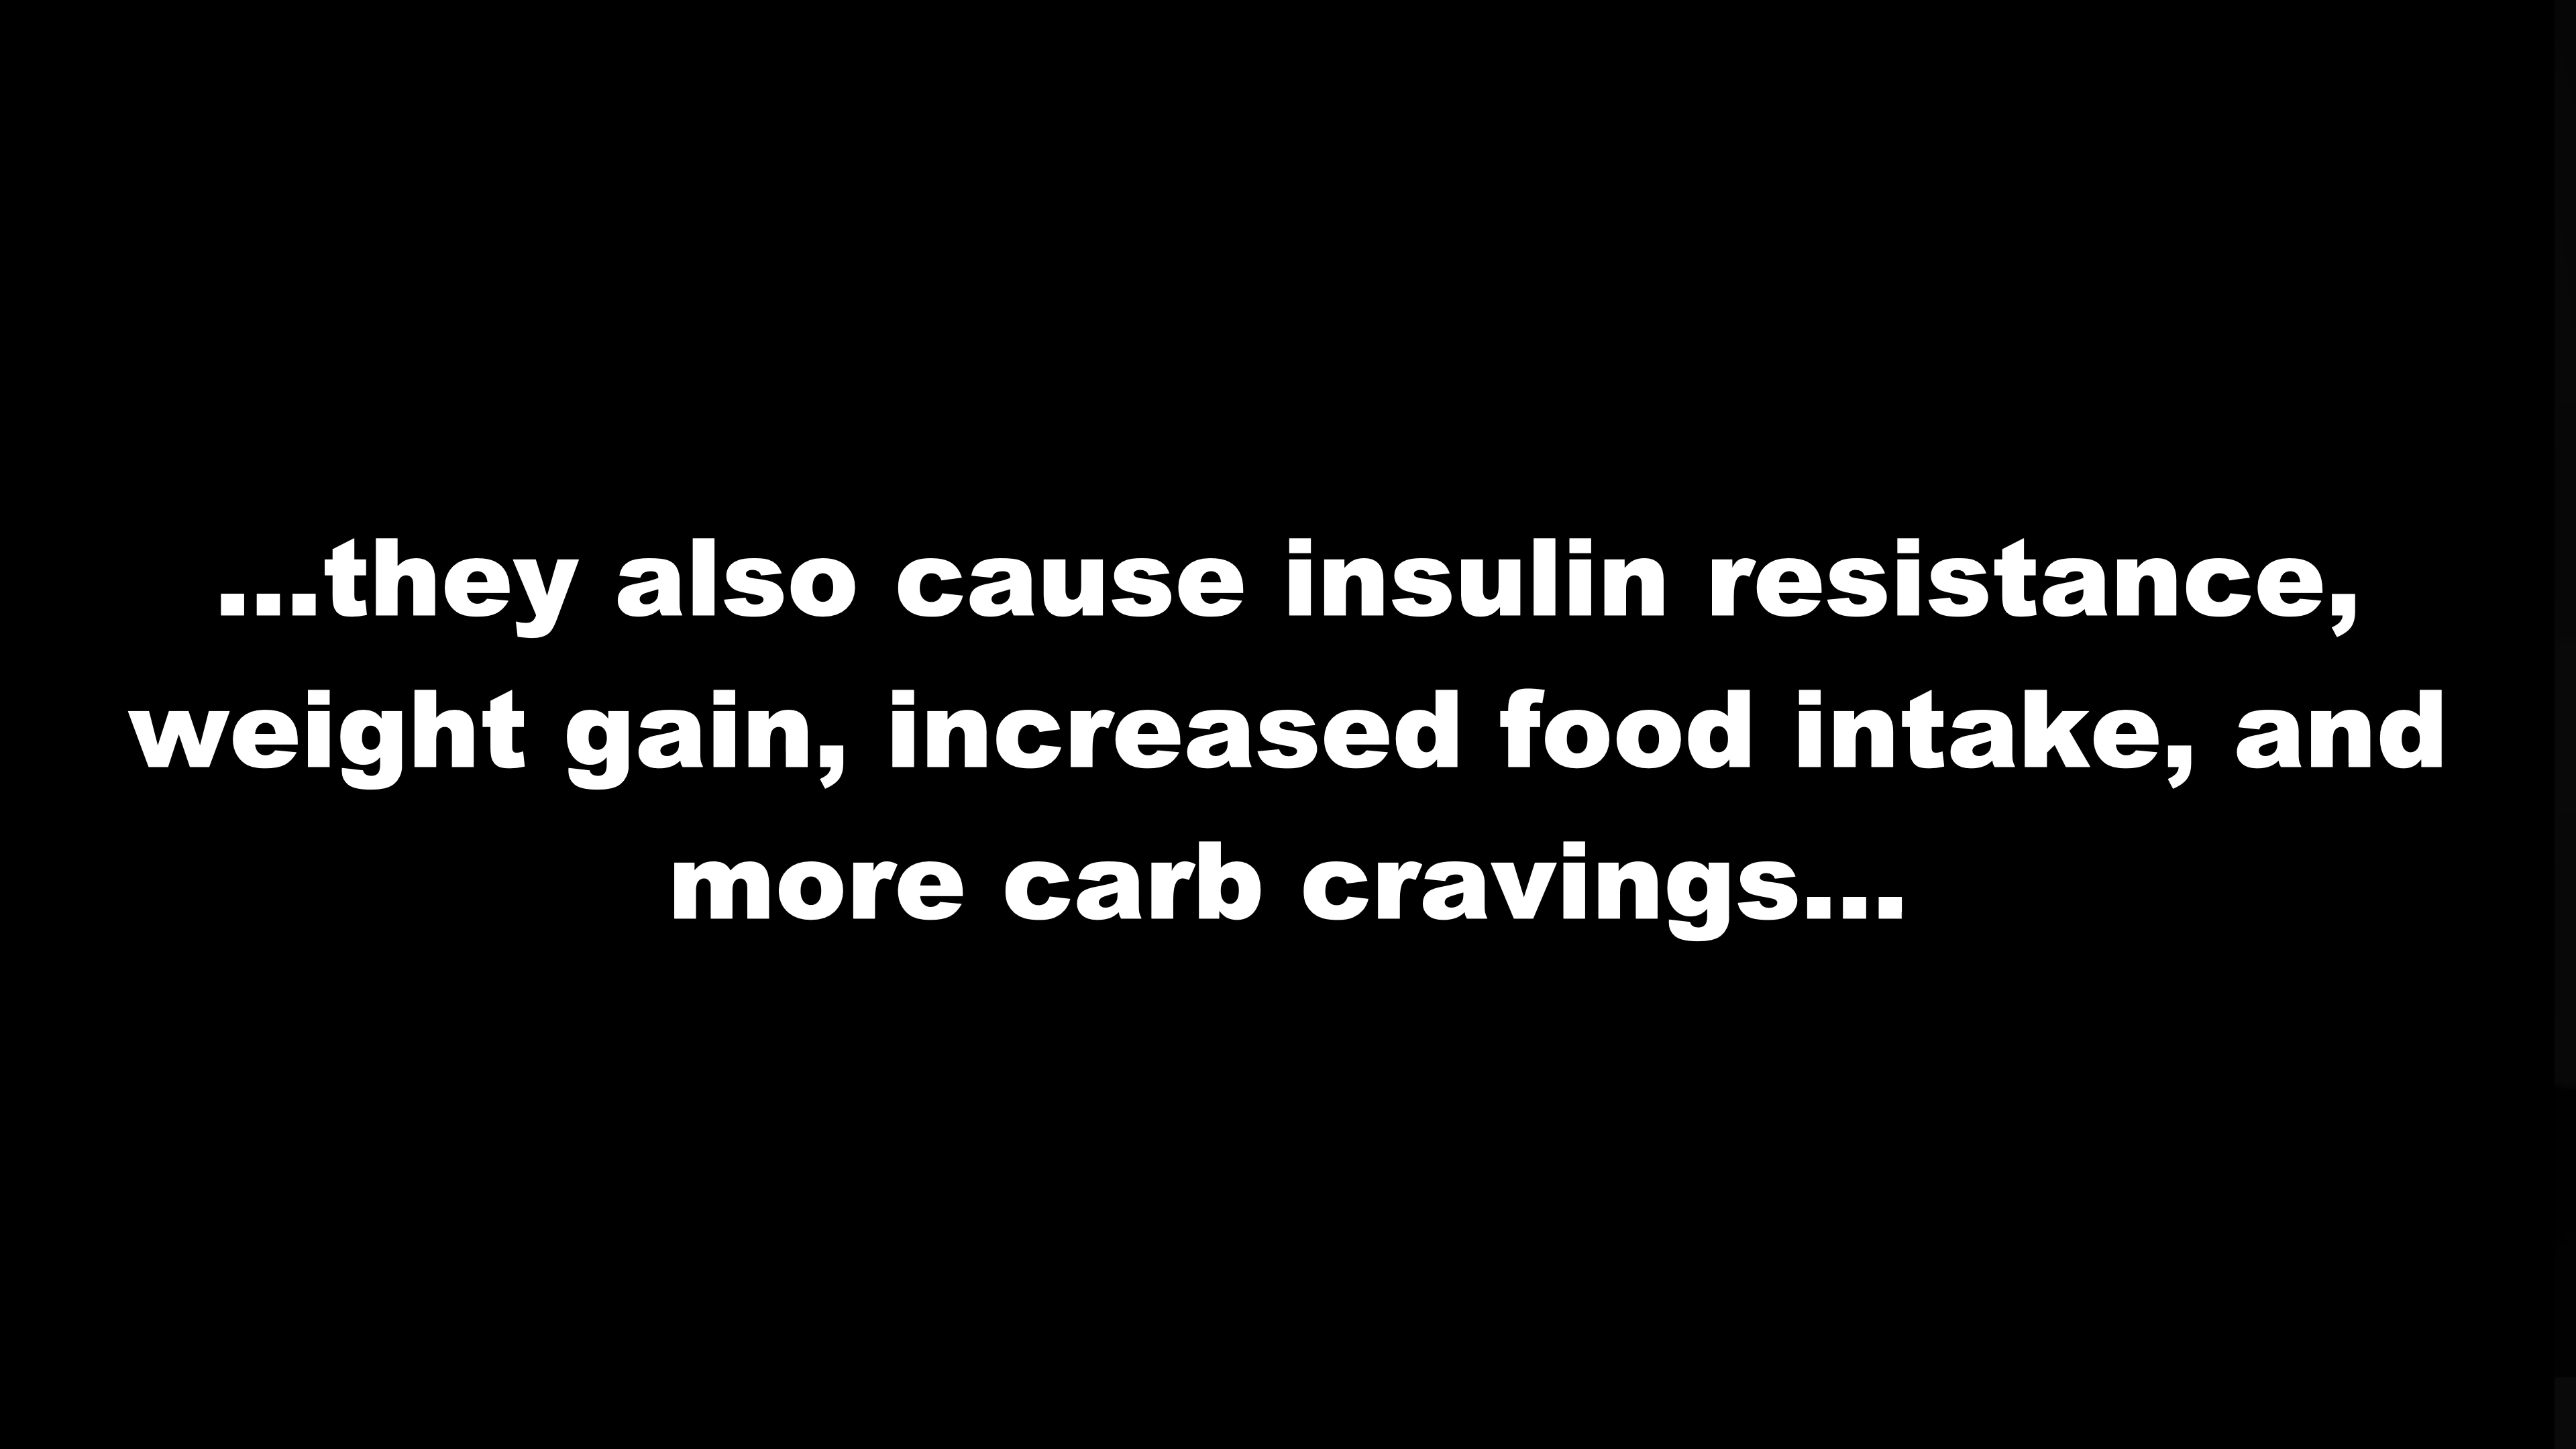 ...they also cause insulin resistance,
weight gain, increased food intake, and
more carb cravings...